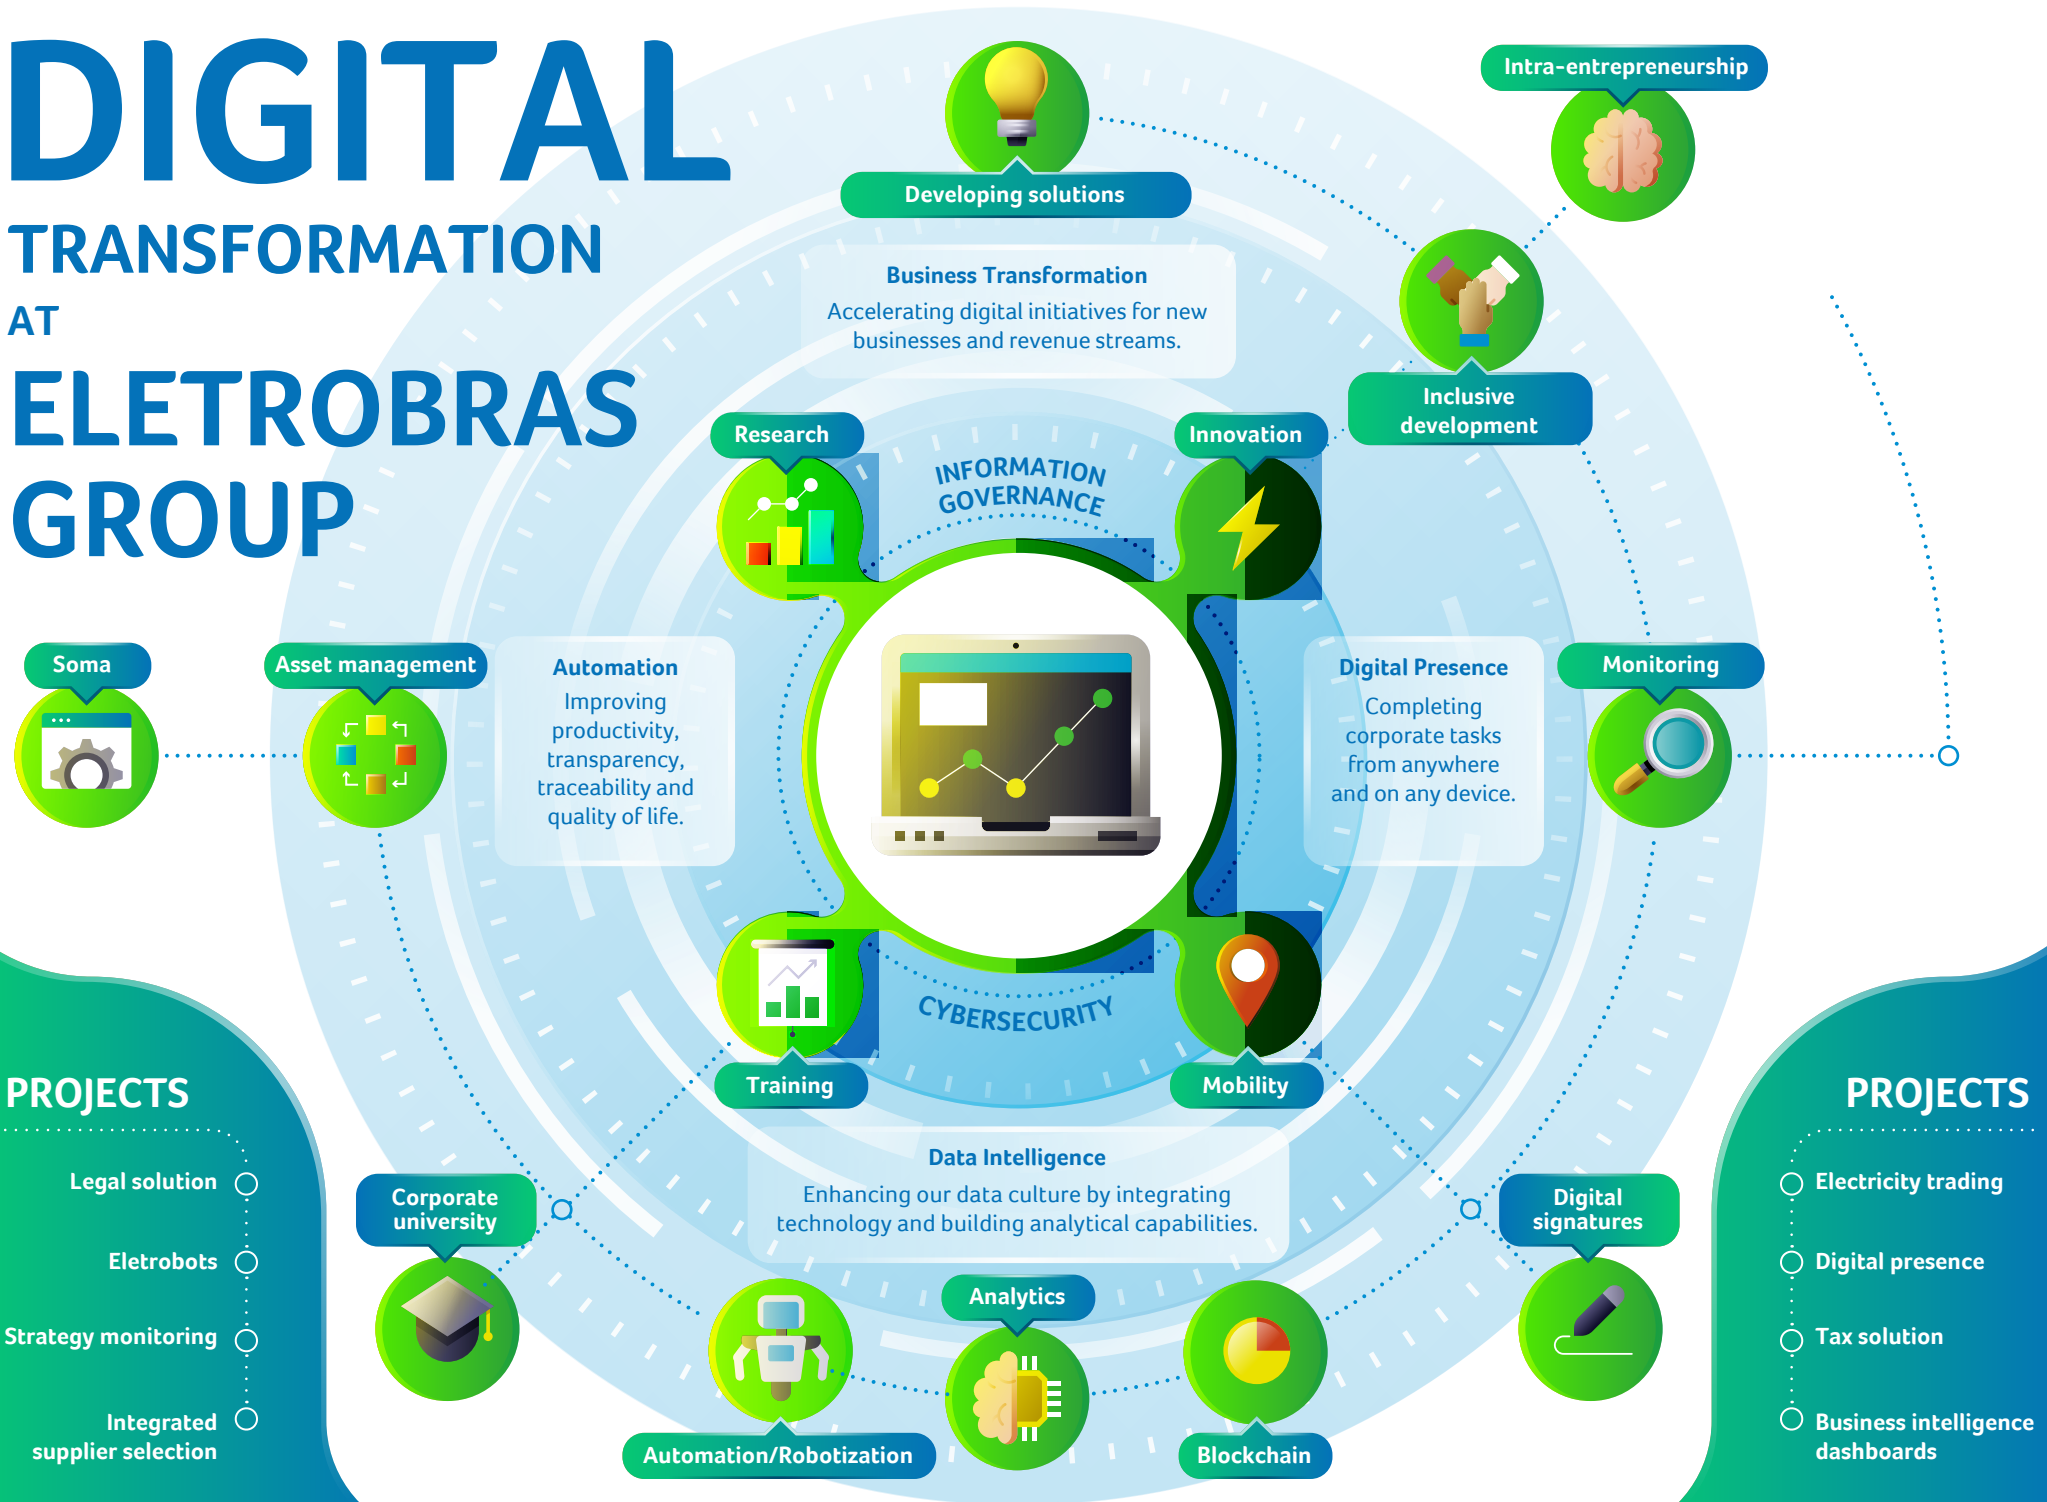 DIGITAL
TRANSFORMATION
AT
ELETROBRAS
GROUP
Intra-entrepreneurship
Developing solutions
Business Transformation
Accelerating digital initiatives for new
businesses and revenue streams.
Inclusive
development
Research
Innovation
INFORMATION
GOVERNANCE
Soma
Asset management
Automation
Improving
productivity,
transparency,
traceability and
quality of life.
Digital Presence
Completing
corporate tasks
from anywhere
and on any device.
Monitoring
CYBERSECURITY
Training
Mobility
Data Intelligence
Enhancing our data culture by integrating
technology and building analytical capabilities.
Corporate
university
Digital
signatures
Analytics
Automation/Robotization
Blockchain
PROJECTS
Legal solution
Eletrobots
Strategy monitoring
Integrated
supplier selection
PROJECTS
Electricity trading
Digital presence
Tax solution
Business intelligence
dashboards